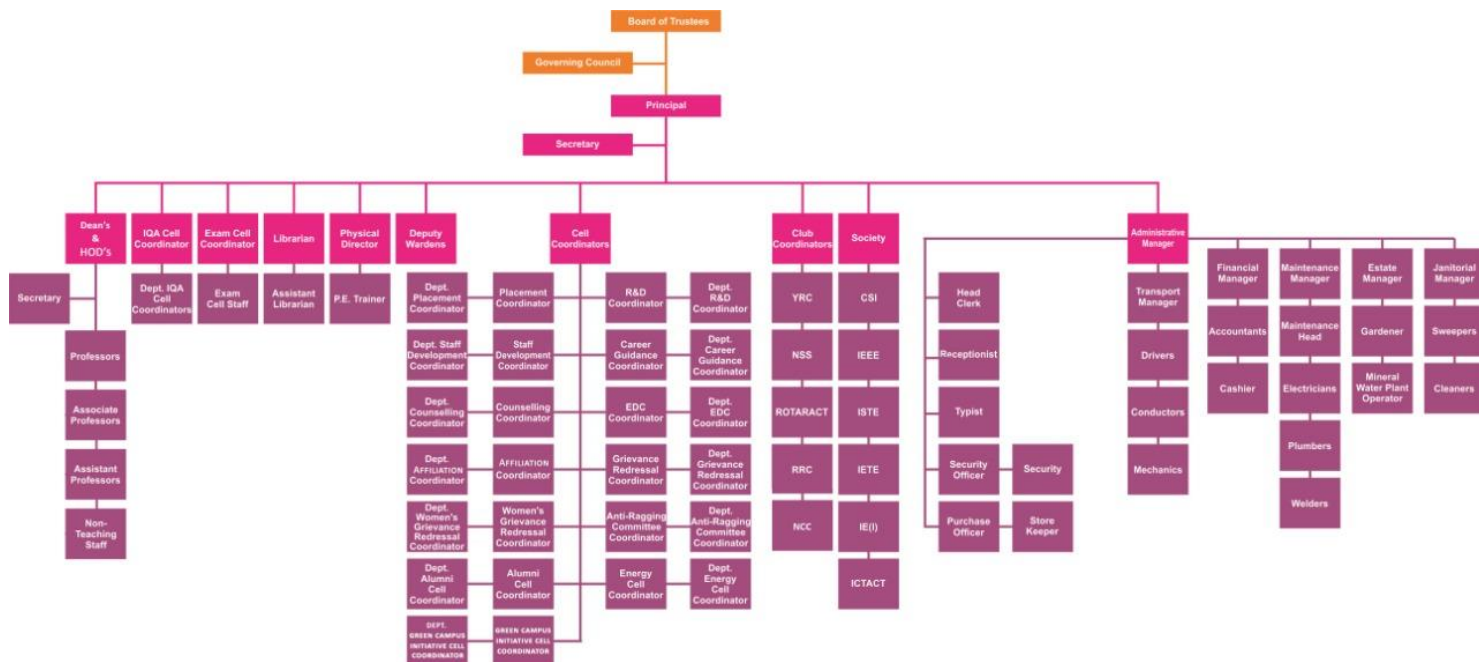 Board of Trustees
Governing Council
Principal
Secretary
Dean's
&
HOD's
IQA Cell
Coordinator
Exam Cell
Coordinator
Librarian
Physical
Director
Deputy
Wardens
Cell
Coordinators
Club
Coordinators
Society
Administrative
Manager
Secretary
Professors
Associate
Professors
Assistant
Professors
Non-
Teaching
Staff
Dept. IQA
Cell
Coordinators
Exam
Cell Staff
Assistant
Librarian
P.E. Trainer
Dept.
Placement
Coordinator
Placement
Coordinator
R&D
Coordinator
Dept.
R&D
Coordinator
Dept. Staff
Development
Coordinator
Staff
Development
Coordinator
Career
Guidance
Coordinator
Dept.
Career
Guidance
Coordinator
Dept.
Counselling
Coordinator
Counselling
Coordinator
EDC
Coordinator
Dept.
EDC
Coordinator
Dept.
AFFILIATION
Coordinator
AFFILIATION
Coordinator
Grievance
Redressal
Coordinator
Dept.
Grievance
Redressal
Coordinator
Dept.
Women's
Grievance
Redressal
Coordinator
Women's
Grievance
Redressal
Coordinator
Anti-Ragging
Committee
Coordinator
Dept.
Anti-Ragging
Committee
Coordinator
Dept.
Alumni
Cell
Coordinator
Alumni
Cell
Coordinator
Energy
Cell
Coordinator
Dept.
Energy
Cell
Coordinator
DEPT.
GREEN CAMPUS
INITIATIVE CELL
COORDINATOR
GREEN CAMPUS
INITIATIVE CELL
COORDINATOR
YRC
NSS
ROTARACT
RRC
NCC
CSI
IEEE
ISTE
IETE
IE(I)
ICTACT
Head
Clerk
Receptionist
Typist
Security
Officer
Security
Purchase
Officer
Store
Keeper
Transport
Manager
Drivers
Conductors
Mechanics
Financial
Manager
Accountants
Cashier
Maintenance
Manager
Maintenance
Head
Electricians
Plumbers
Welders
Estate
Manager
Gardener
Mineral
Water Plant
Operator
Janitorial
Manager
Sweepers
Cleaners